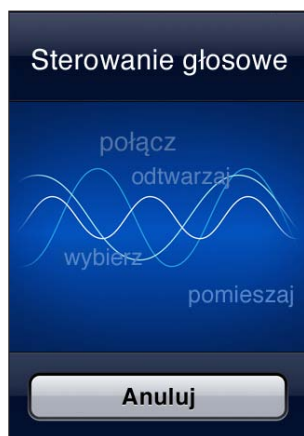 Sterowanie głosowe
połącz
odtwarzaj
wybierz
pomieszaj
Anuluj